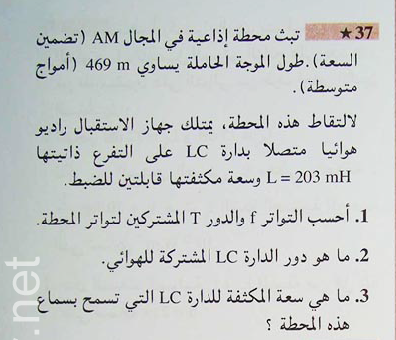 37 ★ تبث محطة إذاعية في المجال AM (تضمين
السعة). طول الموجة الحاملة يساوي 469 m (أمواج
متوسطة).
لالتقاط هذه المحطة، يمتلك جهاز الاستقبال راديو
هوائيا متصلا بدارة LC على التفرع ذاتيتها
L = 203 mH وسعة مكثفتها قابلتين للضبط.
1. أحسب التواتر f والدور T المشتركين لتواتر المحطة.
2. ما هو دور الدارة LC المشتركة للهوائي.
3. ما هي سعة المكثفة للدارة LC التي تسمح بسماع
هذه المحطة ؟
.net